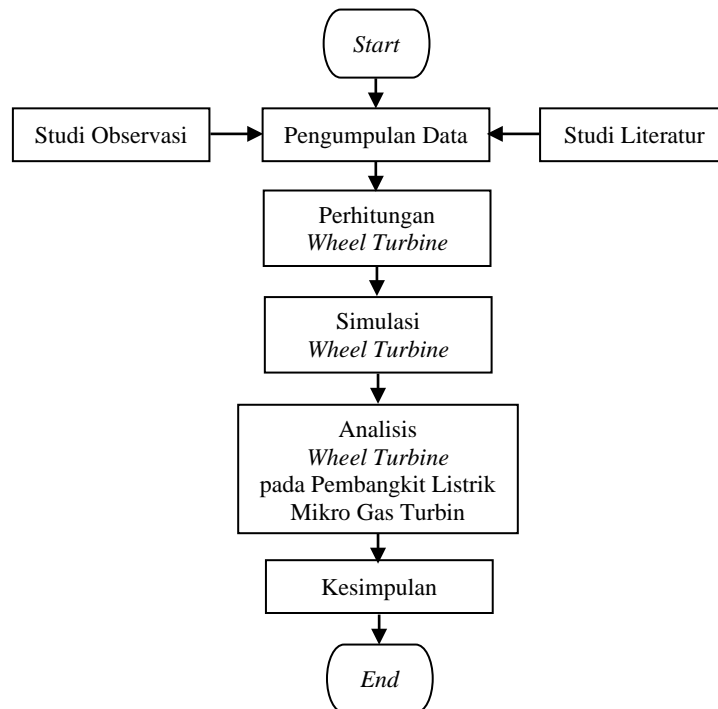 Start
Studi Observasi
Pengumpulan Data
Studi Literatur
Perhitungan
Wheel Turbine
Simulasi
Wheel Turbine
Analisis
Wheel Turbine
pada Pembangkit Listrik
Mikro Gas Turbin
Kesimpulan
End